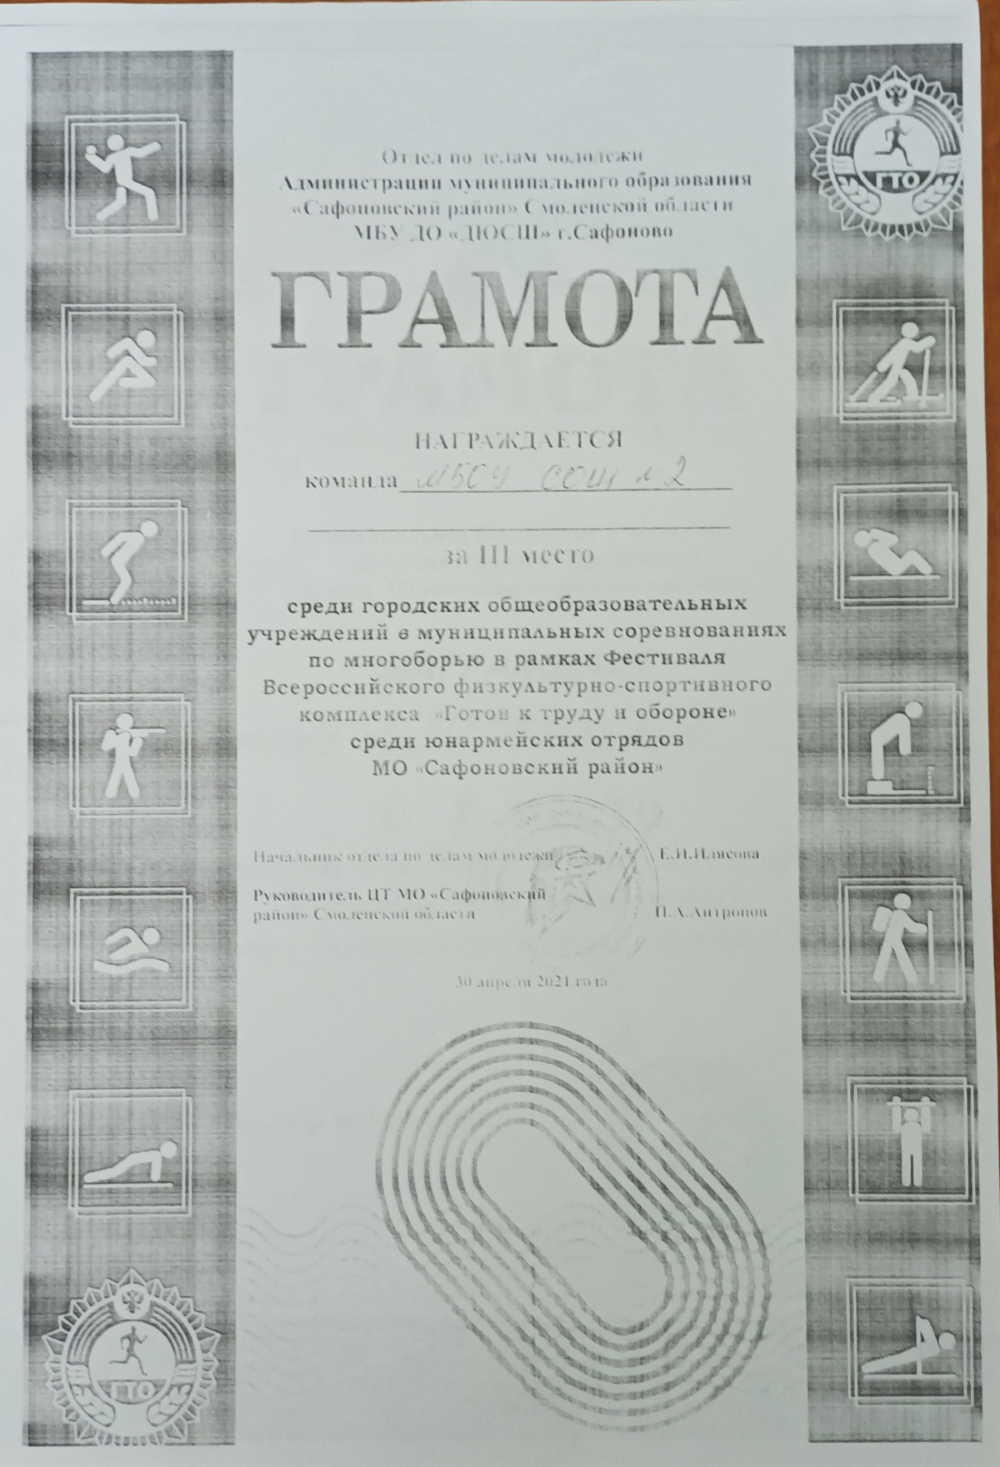 Отдел по делам молодежи
Администрации муниципального образования
«Сафоновский район» Смоленской области
МБУ ДО «ДЮСШ» г.Сафоново
ГТО
ГРАМОТА
НАГРАЖДАЕТСЯ
команда МБОУ СОШ №2
за III место
среди городских общеобразовательных
учреждений в муниципальных соревнованиях
по многоборью в рамках Фестиваля
Всероссийского физкультурно-спортивного
комплекса «Готов к труду и обороне»
среди юнармейских отрядов
МО «Сафоновский район»
Начальник отдела по делам молодежи Е.И.Илясова
Руководитель ЦТ МО «Сафоновский
район» Смоленской области П.А.Антропов
30 апреля 2021 года
ГТО